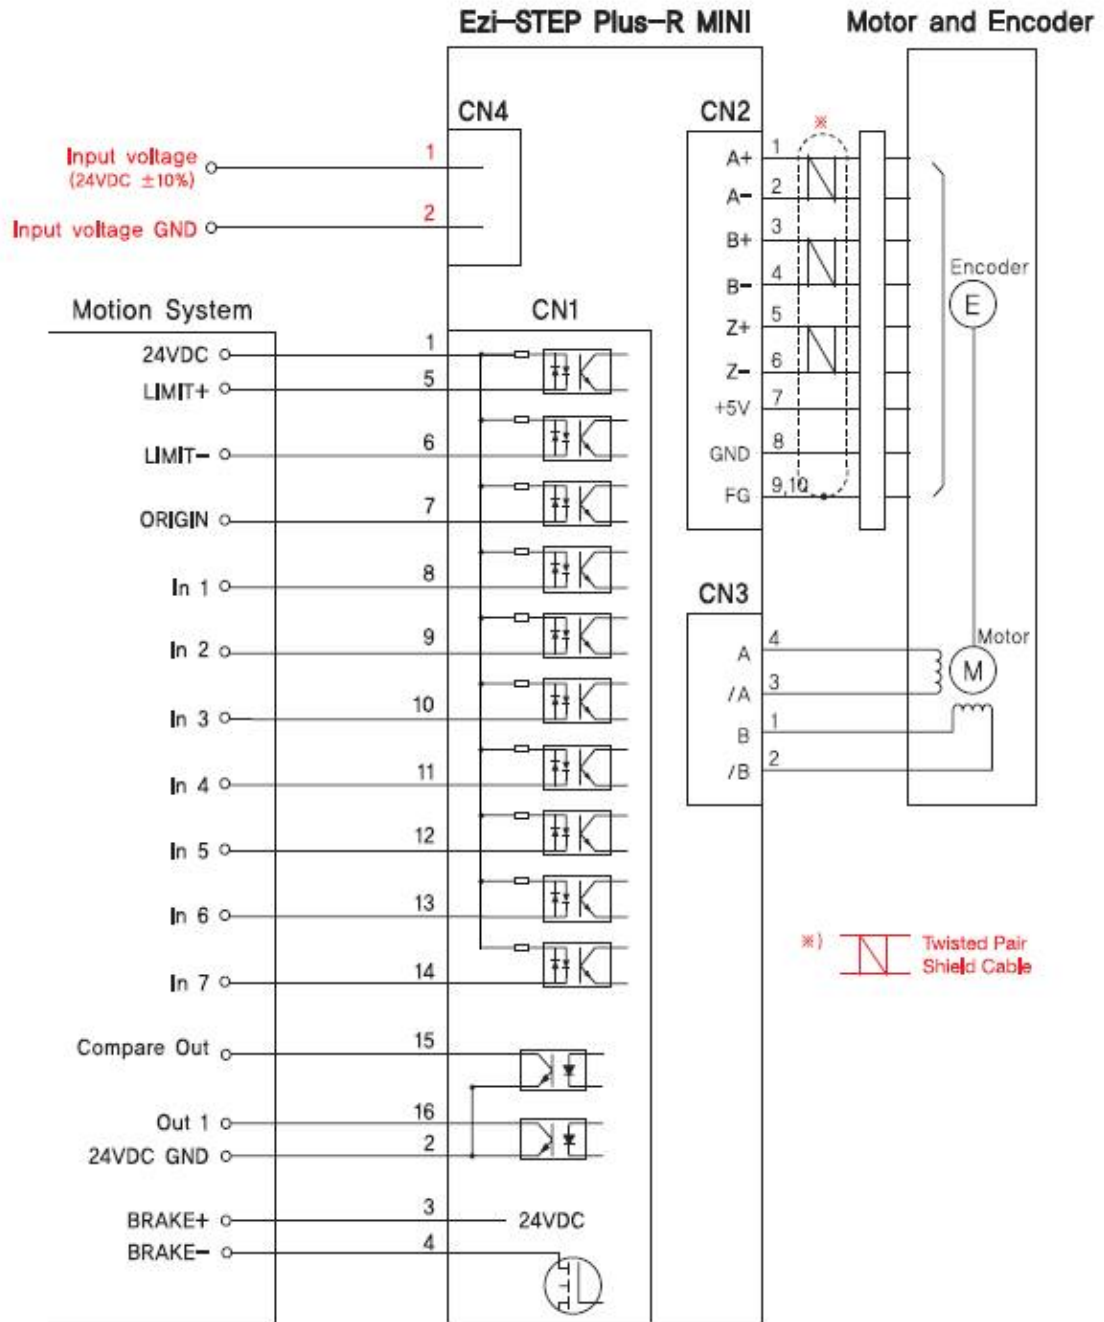 Ezi-STEP Plus-R MINI
Motor and Encoder
CN4
Input voltage
(24VDC ±10%)
1
Input voltage GND
2
CN2
※
A+ 1
A- 2
B+ 3
B- 4
Z+ 5
Z- 6
+5V 7
GND 8
FG 9,10
Encoder
E
Motion System
CN1
24VDC 1
LIMIT+ 5
LIMIT- 6
ORIGIN 7
In 1 8
In 2 9
In 3 10
In 4 11
In 5 12
In 6 13
In 7 14
Compare Out 15
Out 1 16
24VDC GND 2
BRAKE+ 3 24VDC
BRAKE- 4
CN3
A 4
/A 3
B 1
/B 2
Motor
M
※) Twisted Pair
Shield Cable